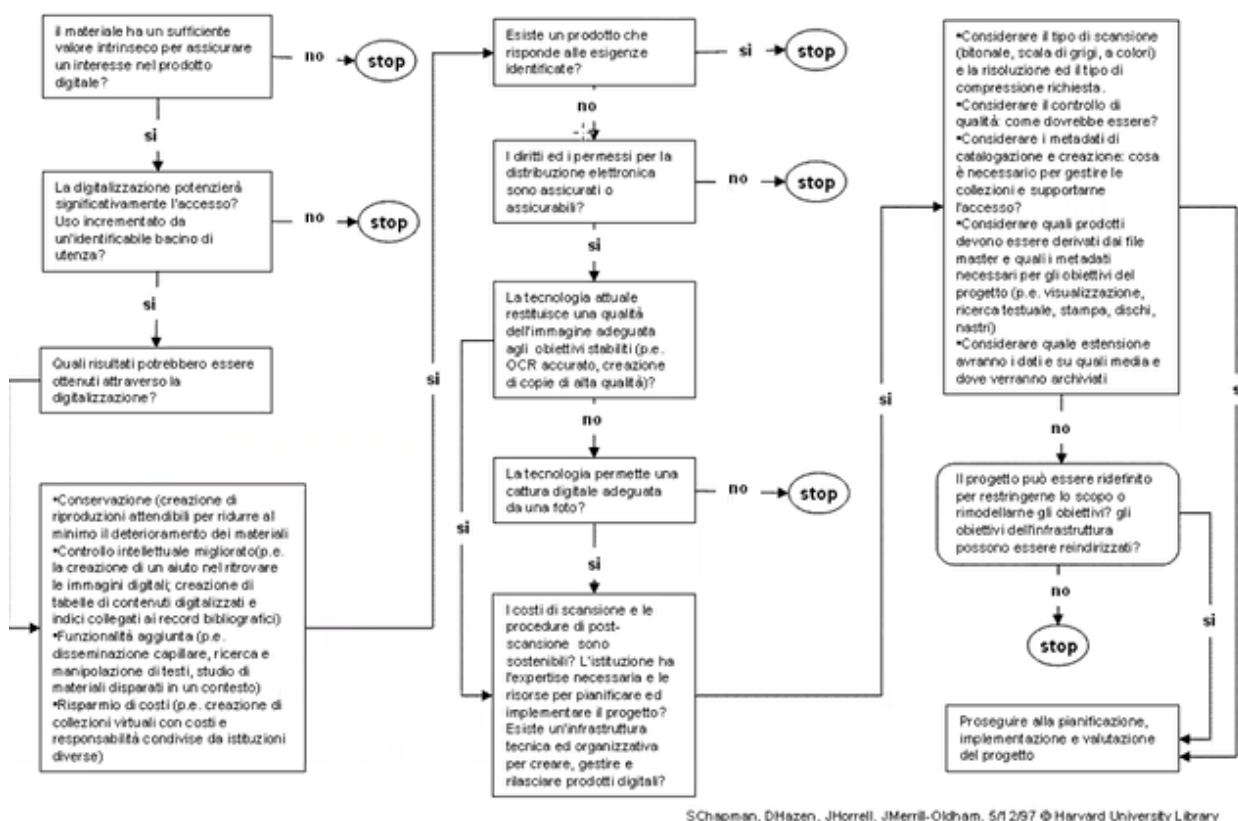 il materiale ha un sufficiente
valore intrinseco per assicurare
un interesse nel prodotto
digitale?
no
stop
si
La digitalizzazione potenzierá
significativamente l'accesso?
Uso incrementato da
un'identificabile bacino di
utenza?
no
stop
si
Quali risultati potrebbero essere
ottenuti attraverso la
digitalizzazione?
•Conservazione (creazione di
riproduzioni attendibili per ridurre al
minimo il deterioramento dei materiali
•Controllo intellettuale migliorato(p.e.
la creazione di un aiuto nel ritrovare
le immagini digitali; creazione di
tabelle di contenuti digitalizzati e
indici collegati ai record bibliografici)
•Funzionalità aggiunta (p.e.
disseminazione capillare, ricerca e
manipolazione di testi, studio di
materiali disparati in un contesto)
•Risparmio di costi (p.e. creazione di
collezioni virtuali con costi e
responsabilità condivise da istituzioni
diverse)
si
Esiste un prodotto che
risponde alle esigenze
identificate?
si
stop
no
I diritti ed i permessi per la
distribuzione elettronica
sono assicurati o
assicurabili?
no
stop
si
La tecnologia attuale
restituisce una qualità
dell'immagine adeguata
agli obiettivi stabiliti (p.e.
OCR accurato, creazione
di copie di alta qualità)?
si
no
La tecnologia permette una
cattura digitale adeguata
da una foto?
no
stop
si
I costi di scansione e le
procedure di post-
scansione sono
sostenibili? L'istituzione ha
l'expertise necessaria e le
risorse per pianificare ed
implementare il progetto?
Esiste un'infrastruttura
tecnica ed organizzativa
per creare, gestire e
rilasciare prodotti digitali?
si
•Considerare il tipo di scansione
(bitonale, scala di grigi, a colori)
e la risoluzione ed il tipo di
compressione richiesta.
•Considerare il controllo di
qualità: come dovrebbe essere?
•Considerare i metadati di
catalogazione e creazione: cosa
è necessario per gestire le
collezioni e supportarne
l'accesso?
•Considerare quali prodotti
devono essere derivati dai file
master e quali i metadati
necessari per gli obiettivi del
progetto (p.e. visualizzazione,
ricerca testuale, stampa, dischi,
nastri)
•Considerare quale estensione
avranno i dati e su quali media e
dove verranno archiviati
si
no
Il progetto può essere ridefinito
per restringerne lo scopo o
rimodellarne gli obiettivi? gli
obiettivi dell'infrastruttura
possono essere reindirizzati?
si
no
stop
Proseguire alla pianificazione,
implementazione e valutazione
del progetto
SChapman, DHazen, JHorrell, JMerrill-Oldham, 5/12/97 © Harvard University Library